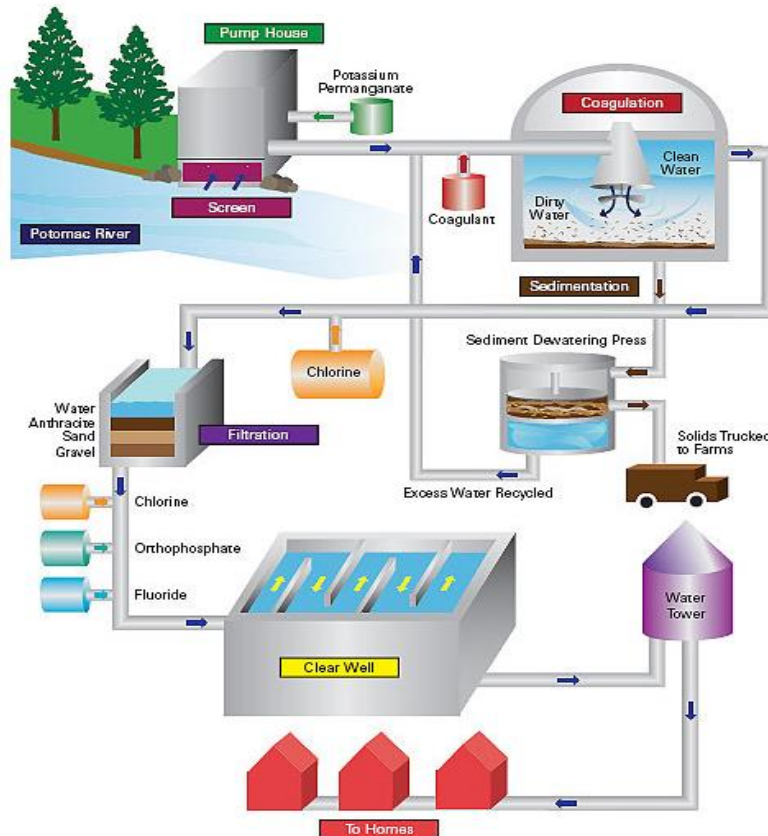 Pump House
Potassium
Permanganate
Coagulation
Clean
Water
Dirty
Water
Coagulant
Screen
Potomac River
Sedimentation
Sediment Dewatering Press
Chlorine
Water
Anthracite
Sand
Gravel
Filtration
Solids Trucked
to Farms
Excess Water Recycled
Chlorine
Orthophosphate
Fluoride
Water
Tower
Clear Well
To Homes